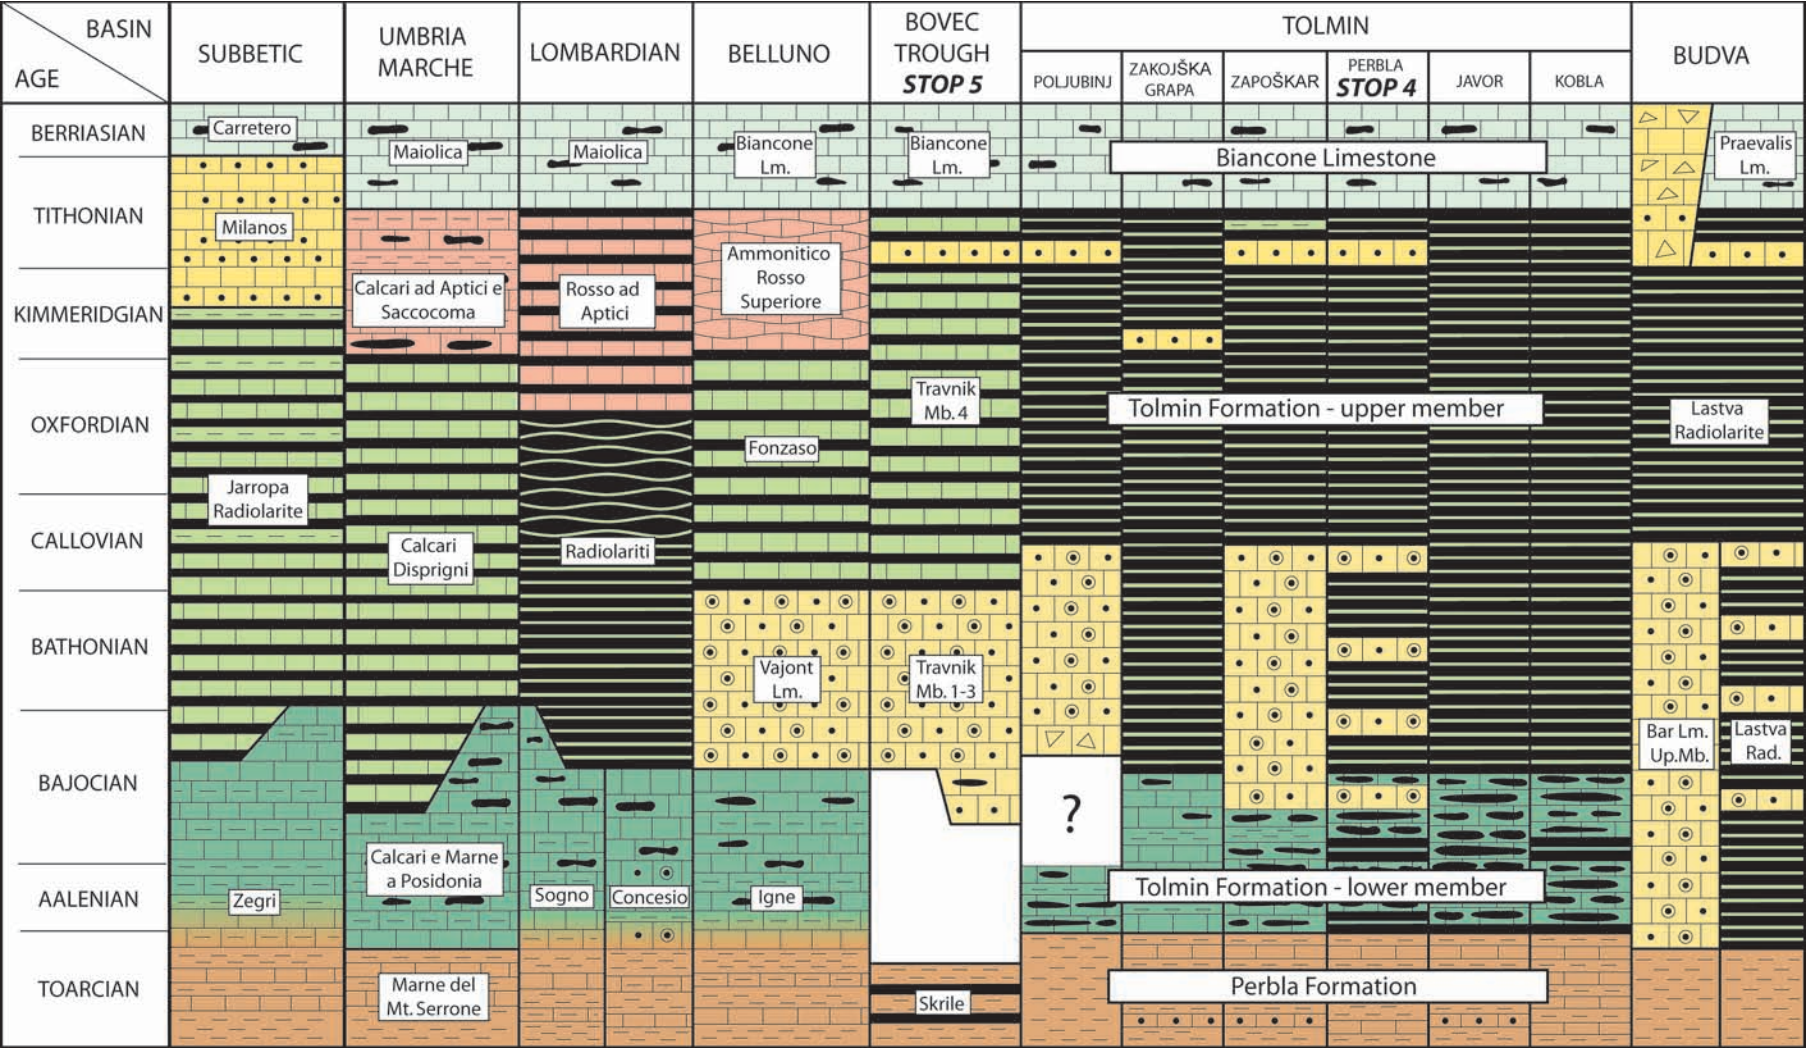 BASIN
AGE
SUBBETIC
UMBRIA
MARCHE
LOMBARDIAN
BELLUNO
BOVEC
TROUGH
STOP 5
TOLMIN
POLJUBINJ
ZAKOJŠKA
GRAPA
ZAPOŠKAR
PERBLA
STOP 4
JAVOR
KOBLA
BUDVA
BERRIASIAN
TITHONIAN
KIMMERIDGIAN
OXFORDIAN
CALLOVIAN
BATHONIAN
BAJOCIAN
AALENIAN
TOARCIAN
Carretero
Milanos
Jarropa
Radiolarite
Zegri
Maiolica
Calcari ad Aptici e
Saccocoma
Calcari
Disprigni
Calcari e Marne
a Posidonia
Marne del
Mt. Serrone
Maiolica
Rosso ad
Aptici
Radiolariti
Sogno
Concesio
Biancone
Lm.
Ammonitico
Rosso
Superiore
Fonzaso
Vajont
Lm.
Igne
Biancone
Lm.
Travnik
Mb. 4
Travnik
Mb. 1-3
Skrile
Biancone Limestone
Tolmin Formation - upper member
?
Tolmin Formation - lower member
Perbla Formation
Praevalis
Lm.
Lastva
Radiolarite
Bar Lm.
Up.Mb.
Lastva
Rad.